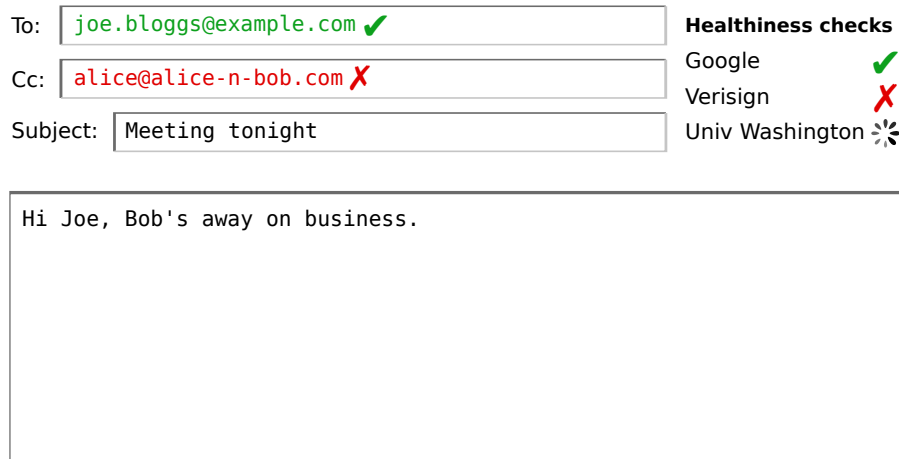 To: joe.bloggs@example.com ✔
Cc: alice@alice-n-bob.com ✗
Subject: Meeting tonight
Healthiness checks
Google ✔
Verisign ✗
Univ Washington
Hi Joe, Bob's away on business.